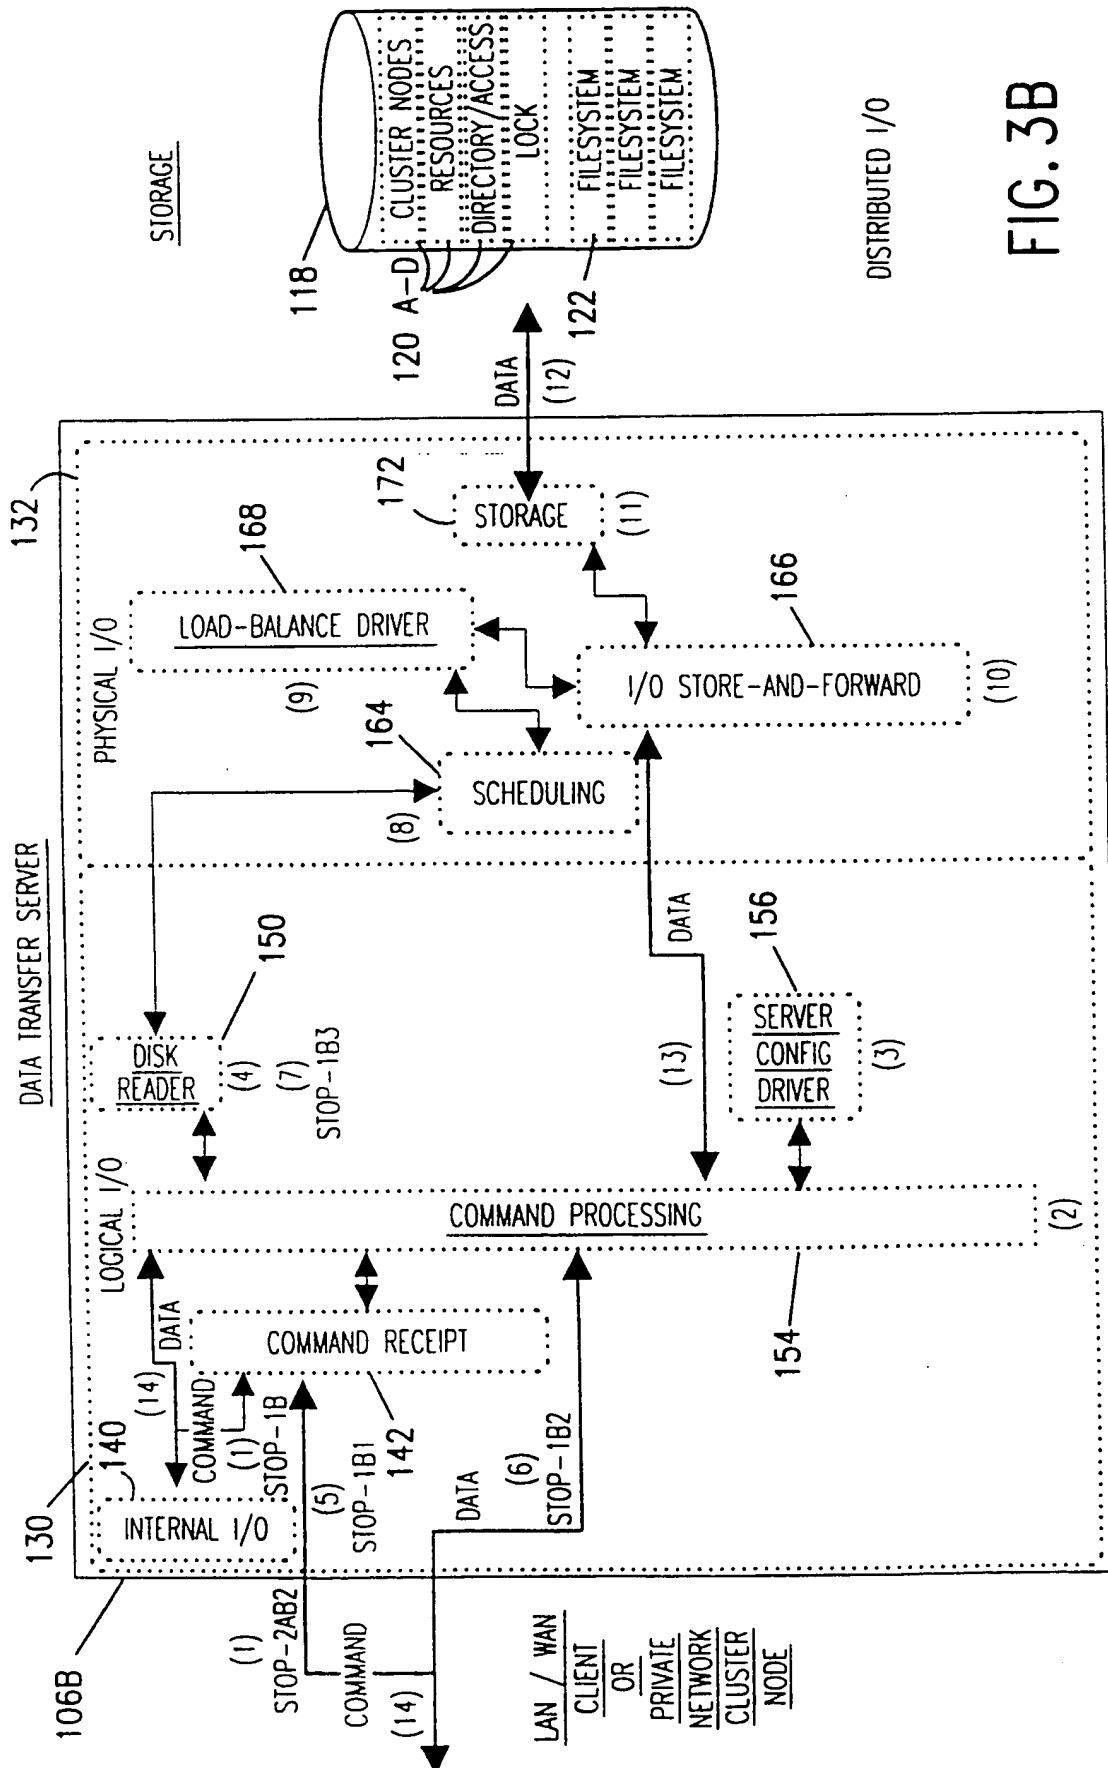 DATA TRANSFER SERVER
STORAGE
106B
130
140
INTERNAL I/O
LOGICAL I/O
PHYSICAL I/O
132
(14)
DATA
COMMAND
(1)
STOP-1B
COMMAND RECEIPT
142
(5)
STOP-1B1
(1)
STOP-2AB2
COMMAND
(14)
DATA
(6)
STOP-1B2
COMMAND PROCESSING
(2)
154
DISK
READER
150
(4)
(7)
STOP-1B3
SERVER
CONFIG
DRIVER
156
(3)
(13)
DATA
SCHEDULING
164
(8)
LOAD-BALANCE DRIVER
168
(9)
I/O STORE-AND-FORWARD
166
(10)
STORAGE
172
(11)
DATA
(12)
118
120 A-D
CLUSTER NODES
RESOURCES
DIRECTORY/ACCESS
LOCK
122
FILESYSTEM
FILESYSTEM
FILESYSTEM
LAN / WAN
CLIENT
OR
PRIVATE
NETWORK
CLUSTER
NODE
DISTRIBUTED I/O
FIG. 3B